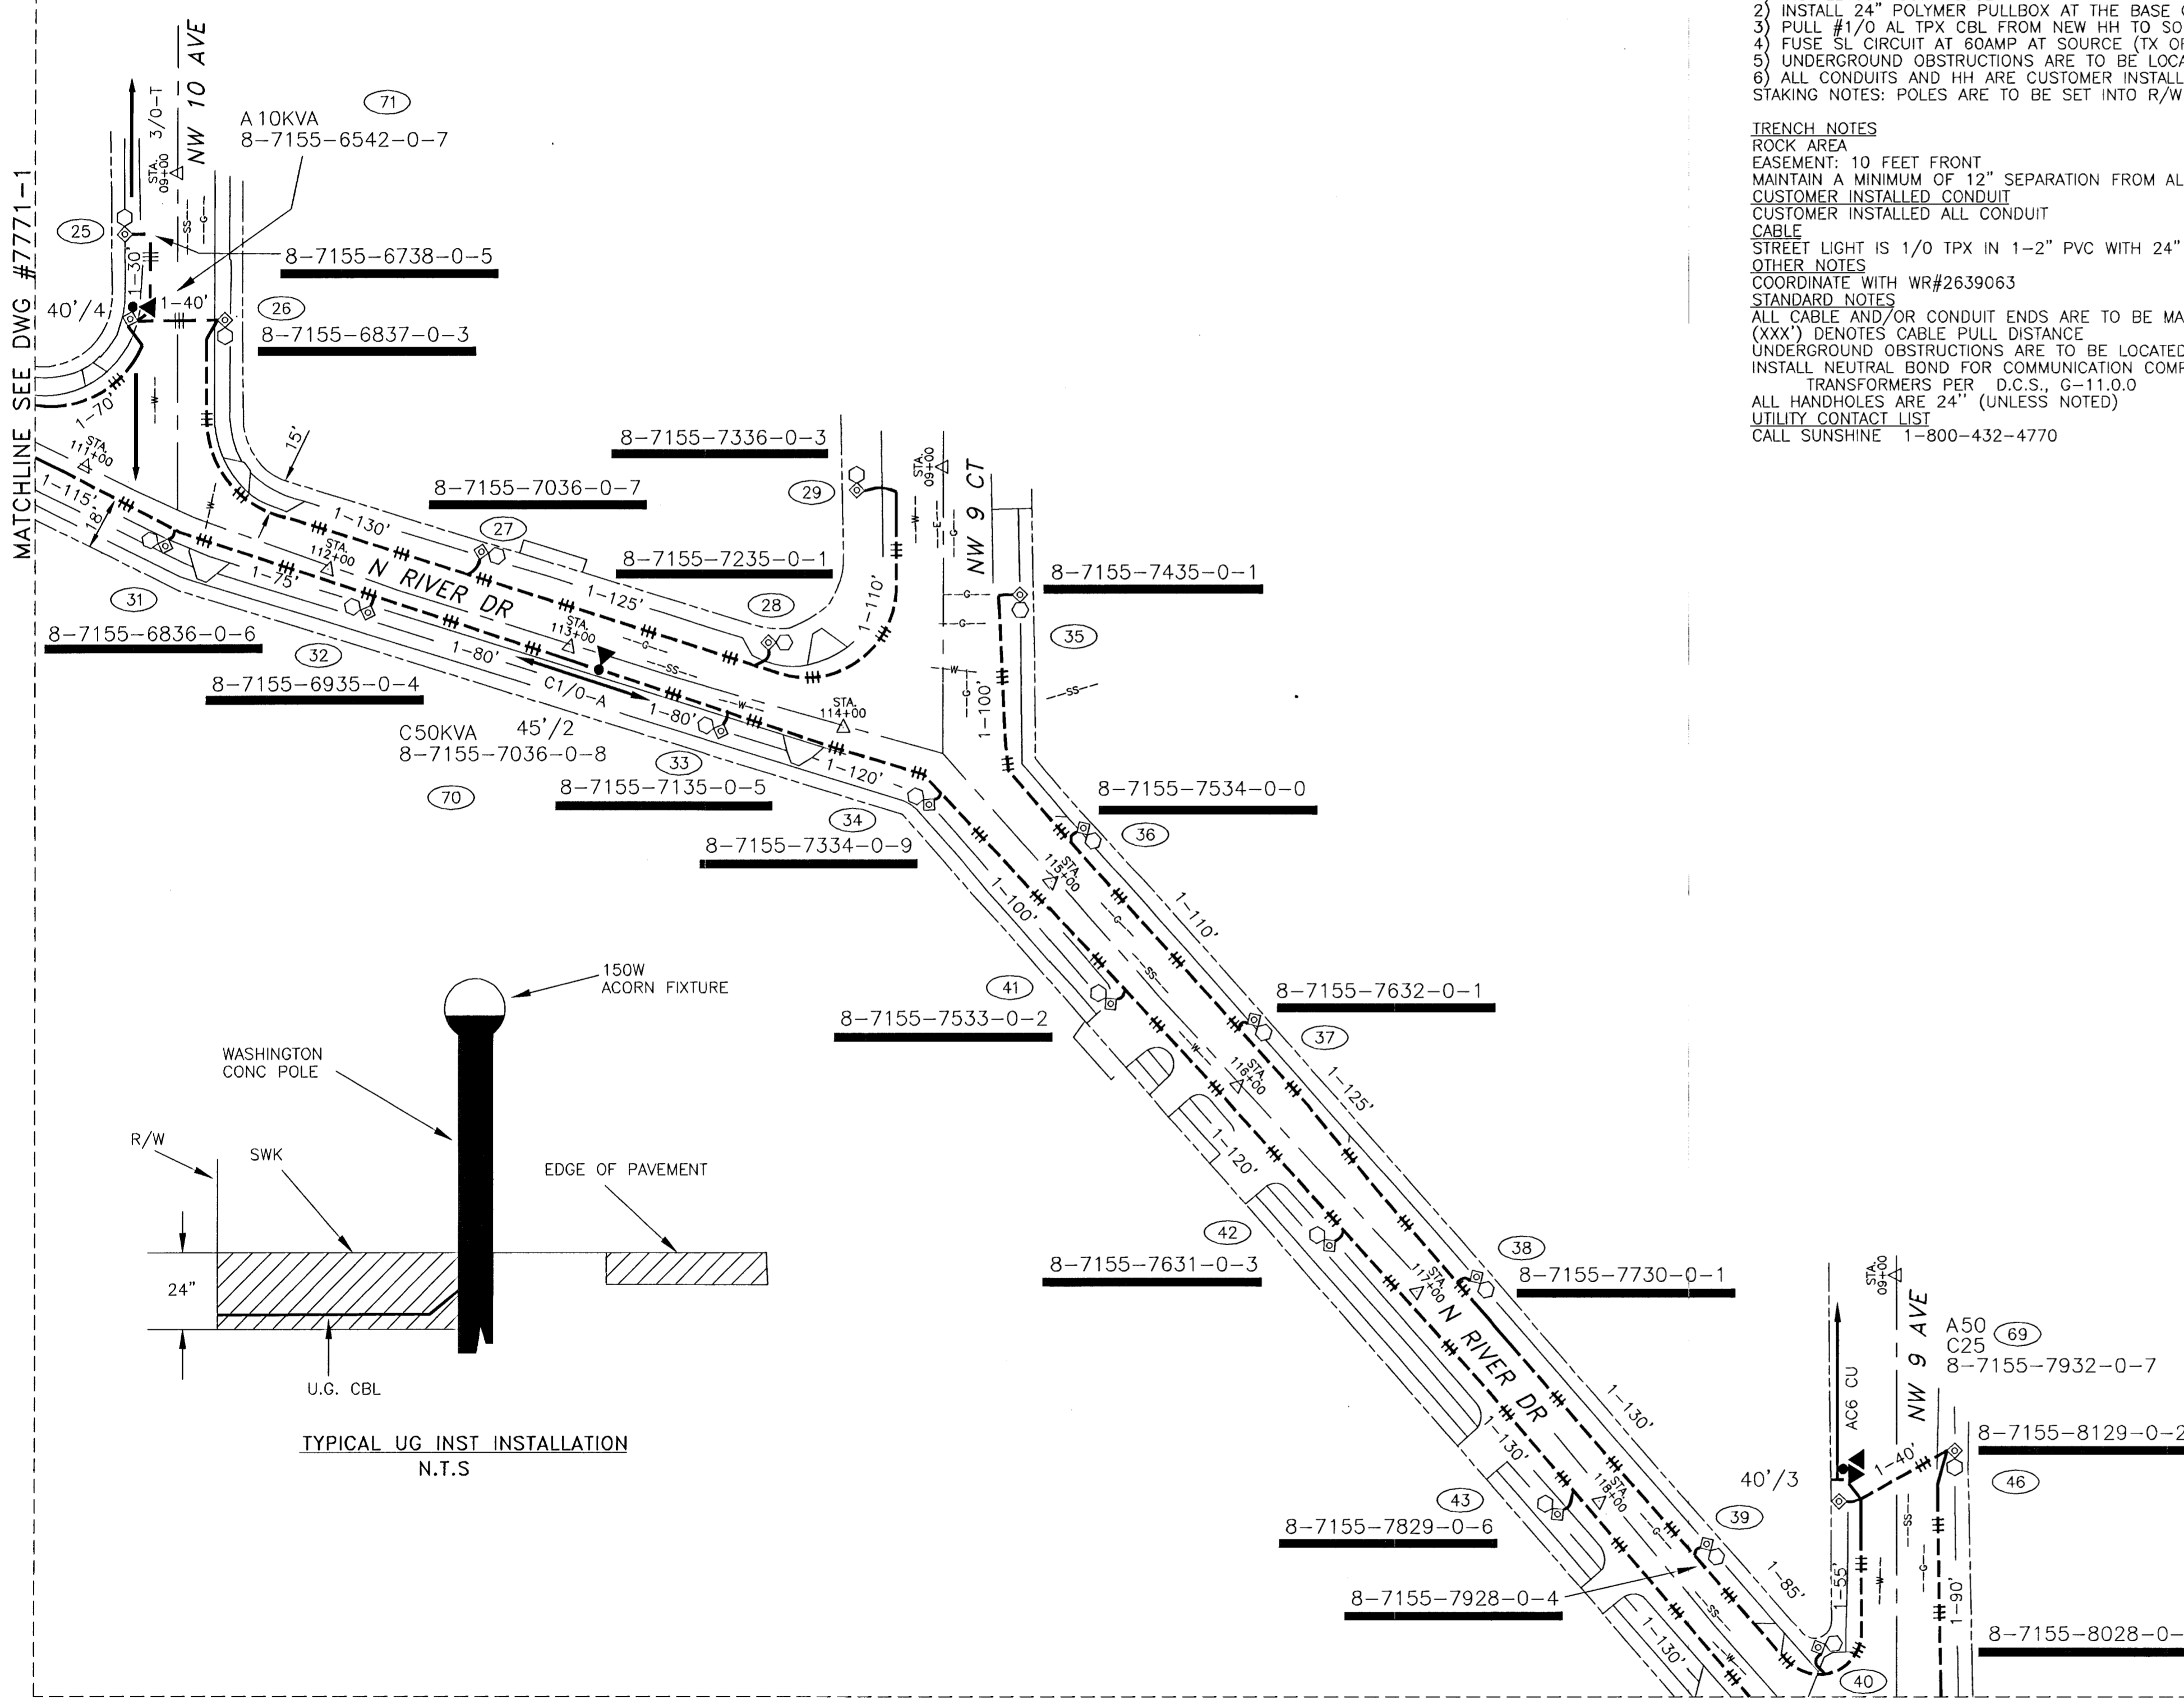 2) INSTALL 24" POLYMER PULLBOX AT THE BASE
3) PULL #1/0 AL TPX CBL FROM NEW HH TO
4) FUSE SL CIRCUIT AT 60AMP AT SOURCE (TX
5) UNDERGROUND OBSTRUCTIONS ARE TO BE
6) ALL CONDUITS AND HH ARE CUSTOMER
STAKING NOTES: POLES ARE TO BE SET INTO R/W
TRENCH NOTES
ROCK AREA
EASEMENT: 10 FEET FRONT
MAINTAIN A MINIMUM OF 12" SEPARATION FROM
CUSTOMER INSTALLED CONDUIT
CUSTOMER INSTALLED ALL CONDUIT
CABLE
STREET LIGHT IS 1/0 TPX IN 1-2" PVC WITH 24"
OTHER NOTES
COORDINATE WITH WR#2639063
STANDARD NOTES
ALL CABLE AND/OR CONDUIT ENDS ARE TO BE
(XXX') DENOTES CABLE PULL DISTANCE
UNDERGROUND OBSTRUCTIONS ARE TO BE LOCATED
INSTALL NEUTRAL BOND FOR COMMUNICATION
TRANSFORMERS PER D.C.S., G-11.0.0
ALL HANDHOLES ARE 24" (UNLESS NOTED)
UTILITY CONTACT LIST
CALL SUNSHINE 1-800-432-4770
MATCHLINE SEE DWG #7771-1
NW 10 AVE
3/0-T
STA.
09+00
71
A 10KVA
8-7155-6542-0-7
25
-SS-
-G-
8-7155-6738-0-5
1-30'
1-40'
40'/4
26
8-7155-6837-0-3
-W-
1-70'
STA.
111+00
15'
1-115'
18'
-W-
8-7155-7336-0-3
29
STA.
09+00
NW 9 CT
-W-
-E-
-G-
8-7155-7036-0-7
27
1-130'
STA.
112+00
1-75'
N RIVER DR
8-7155-7235-0-1
1-125'
28
1-110'
8-7155-7435-0-1
-G-
-G-
35
31
8-7155-6836-0-6
32
8-7155-6935-0-4
STA.
113+00
-G-
-SS-
1-80'
C1/0-A
1-80'
-W-
STA.
114+00
-W-
-G-
-SS-
1-100'
C50KVA 45'/2
8-7155-7036-0-8
70
33
8-7155-7135-0-5
1-120'
34
8-7155-7334-0-9
8-7155-7534-0-0
36
STA.
115+00
1-100'
-G-
1-110'
-SS-
41
8-7155-7533-0-2
8-7155-7632-0-1
37
-W-
STA.
116+00
1-125'
1-120'
42
8-7155-7631-0-3
38
8-7155-7730-0-1
STA.
117+00
N RIVER DR
1-130'
1-130'
43
8-7155-7829-0-6
STA.
118+00
-G-
39
8-7155-7928-0-4
-SS-
1-85'
-W-
1-130'
40
STA.
09+00
NW 9 AVE
AC6 CU
A50
C25
69
8-7155-7932-0-7
8-7155-8129-0-2
40'/3
1-40'
46
-SS-
-W-
-G-
1-55'
1-90'
8-7155-8028-0-
150W
ACORN FIXTURE
WASHINGTON
CONC POLE
R/W
SWK
EDGE OF PAVEMENT
24"
U.G. CBL
TYPICAL UG INST INSTALLATION
N.T.S